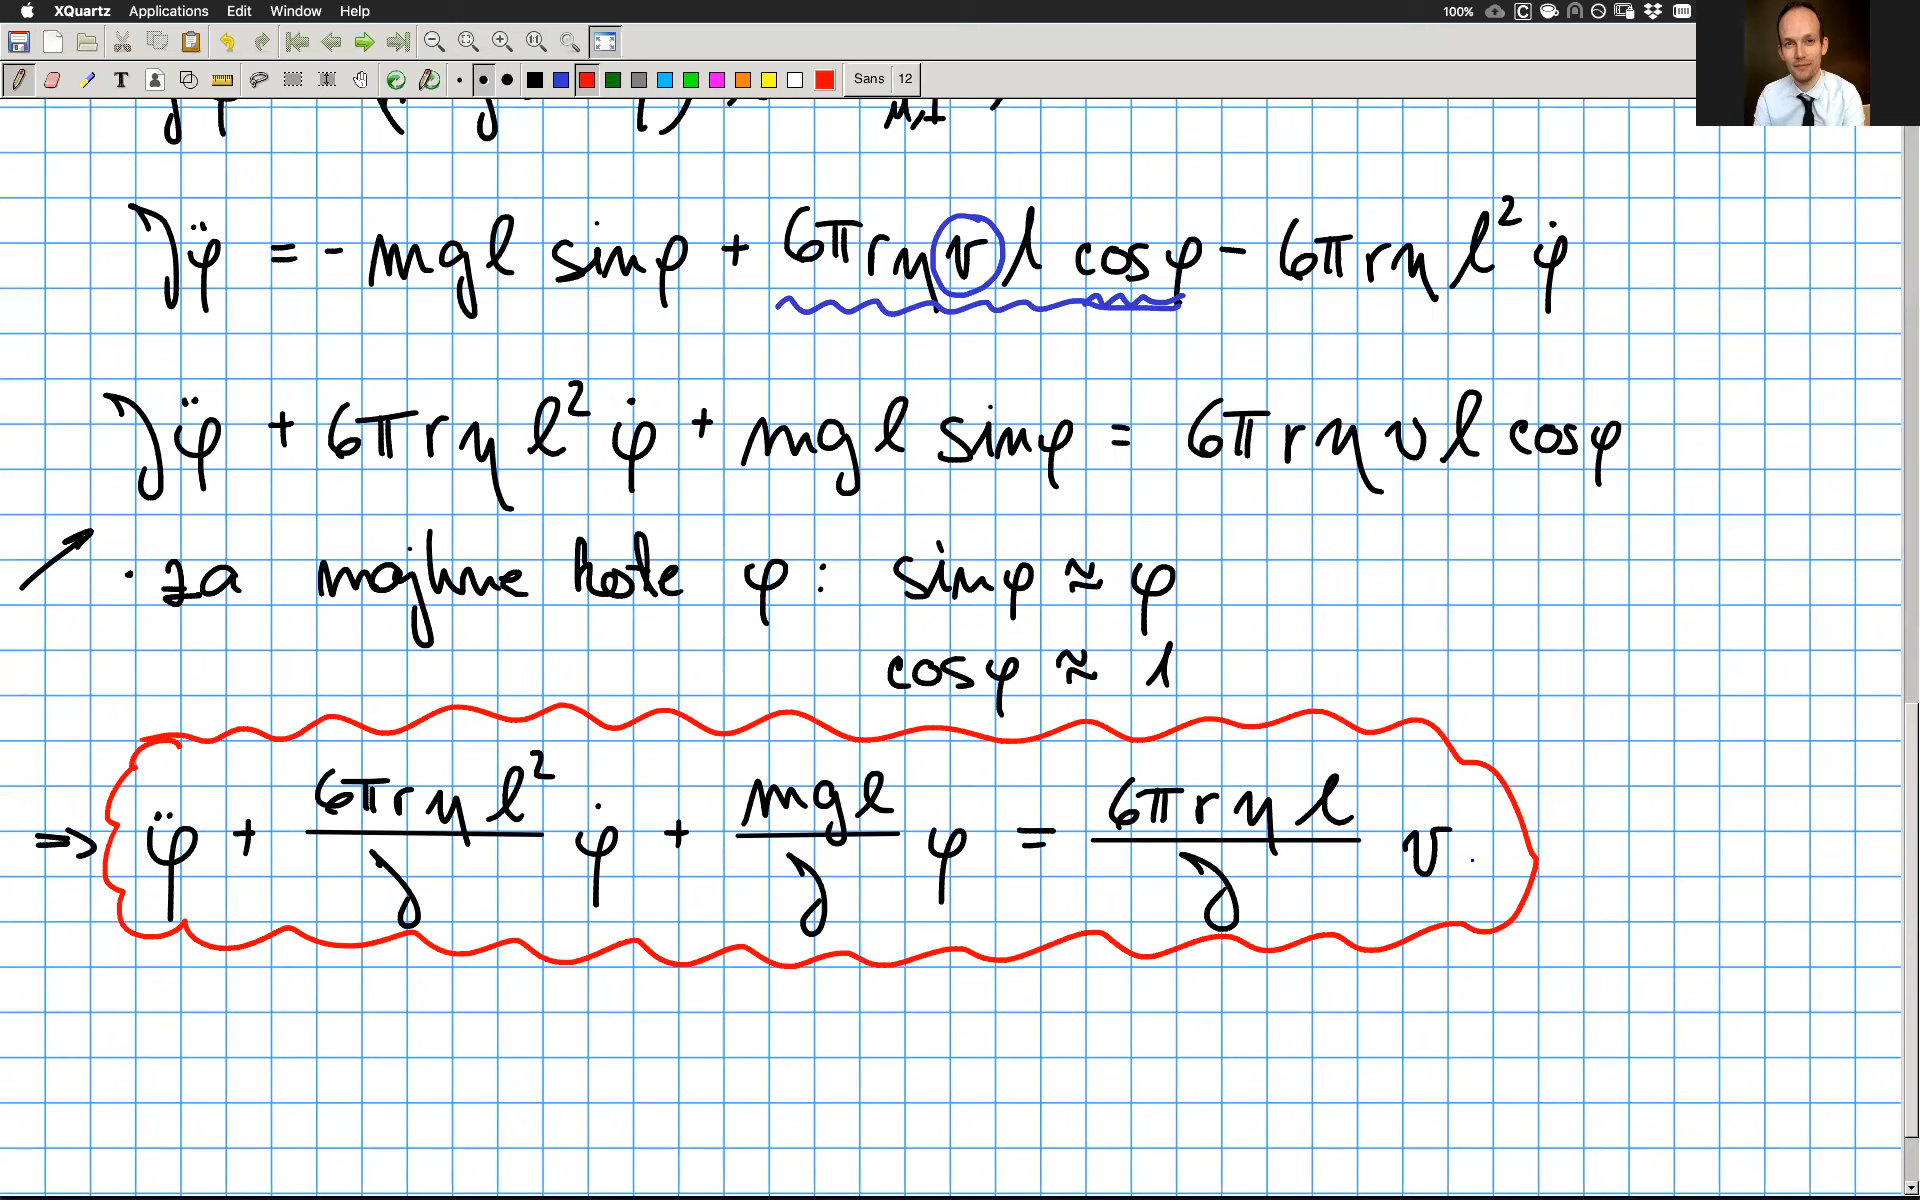 XQuartz Applications Edit Window Help 100%
Sans 12
Jφ̈ = - mgl sinφ + 6πrηvl cosφ - 6πrηl²φ̇
Jφ̈ + 6πrηl²φ̇ + mgl sinφ = 6πrηvl cosφ
· za majhne kote φ: sinφ ≈ φ
cosφ ≈ 1
⇒ φ̈ + 6πrηl²/J φ̇ + mgl/J φ = 6πrηl/J v